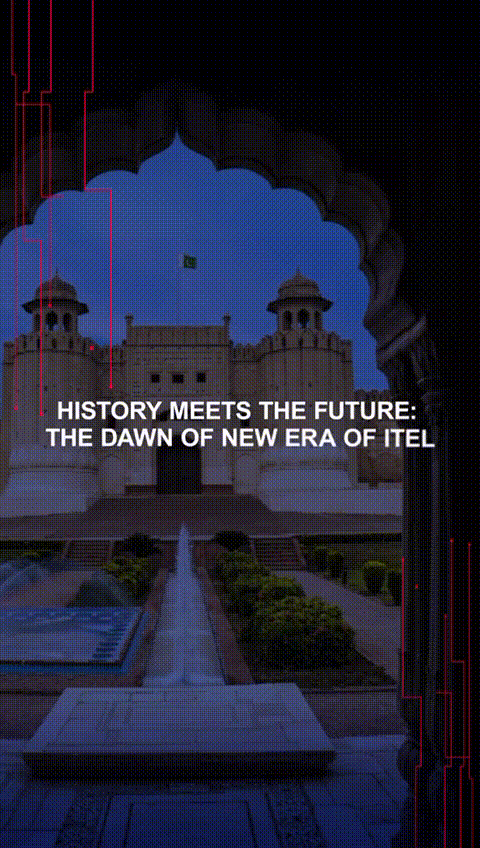 HISTORY MEETS THE FUTURE:
THE DAWN OF NEW ERA OF ITEL